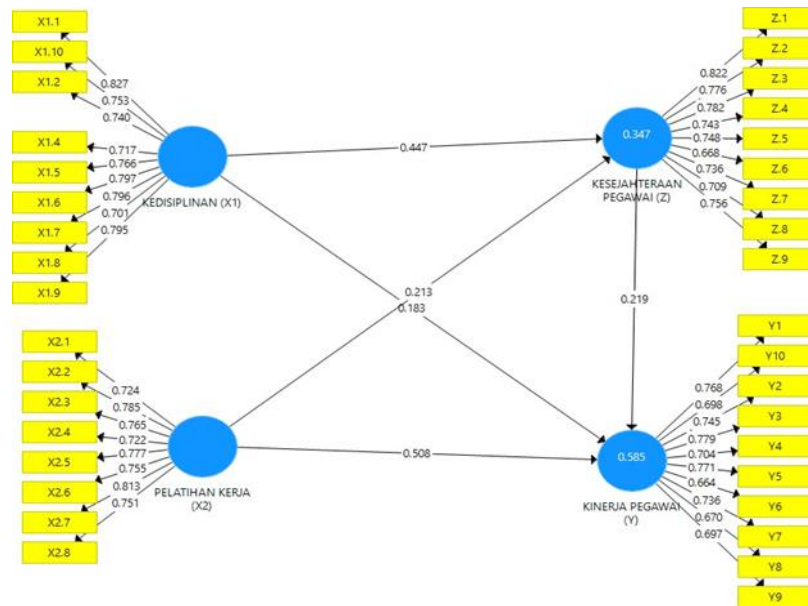 X1.1
X1.10
X1.2
X1.4
X1.5
X1.6
X1.7
X1.8
X1.9
0.827
0.753
0.740
0.717
0.766
0.797
0.796
0.701
0.795
KEDISIPLINAN (X1)
0.447
0.347
KESEJAHTERAAN
PEGAWAI (Z)
0.822
0.776
0.782
0.743
0.748
0.668
0.736
0.709
0.756
Z.1
Z.2
Z.3
Z.4
Z.5
Z.6
Z.7
Z.8
Z.9
0.213
0.183
0.219
X2.1
X2.2
X2.3
X2.4
X2.5
X2.6
X2.7
X2.8
0.724
0.785
0.765
0.722
0.777
0.755
0.813
0.751
PELATIHAN KERJA
(X2)
0.508
0.585
KINERJA PEGAWAI
(Y)
0.768
0.698
0.745
0.779
0.704
0.771
0.664
0.736
0.670
0.697
Y1
Y10
Y2
Y3
Y4
Y5
Y6
Y7
Y8
Y9